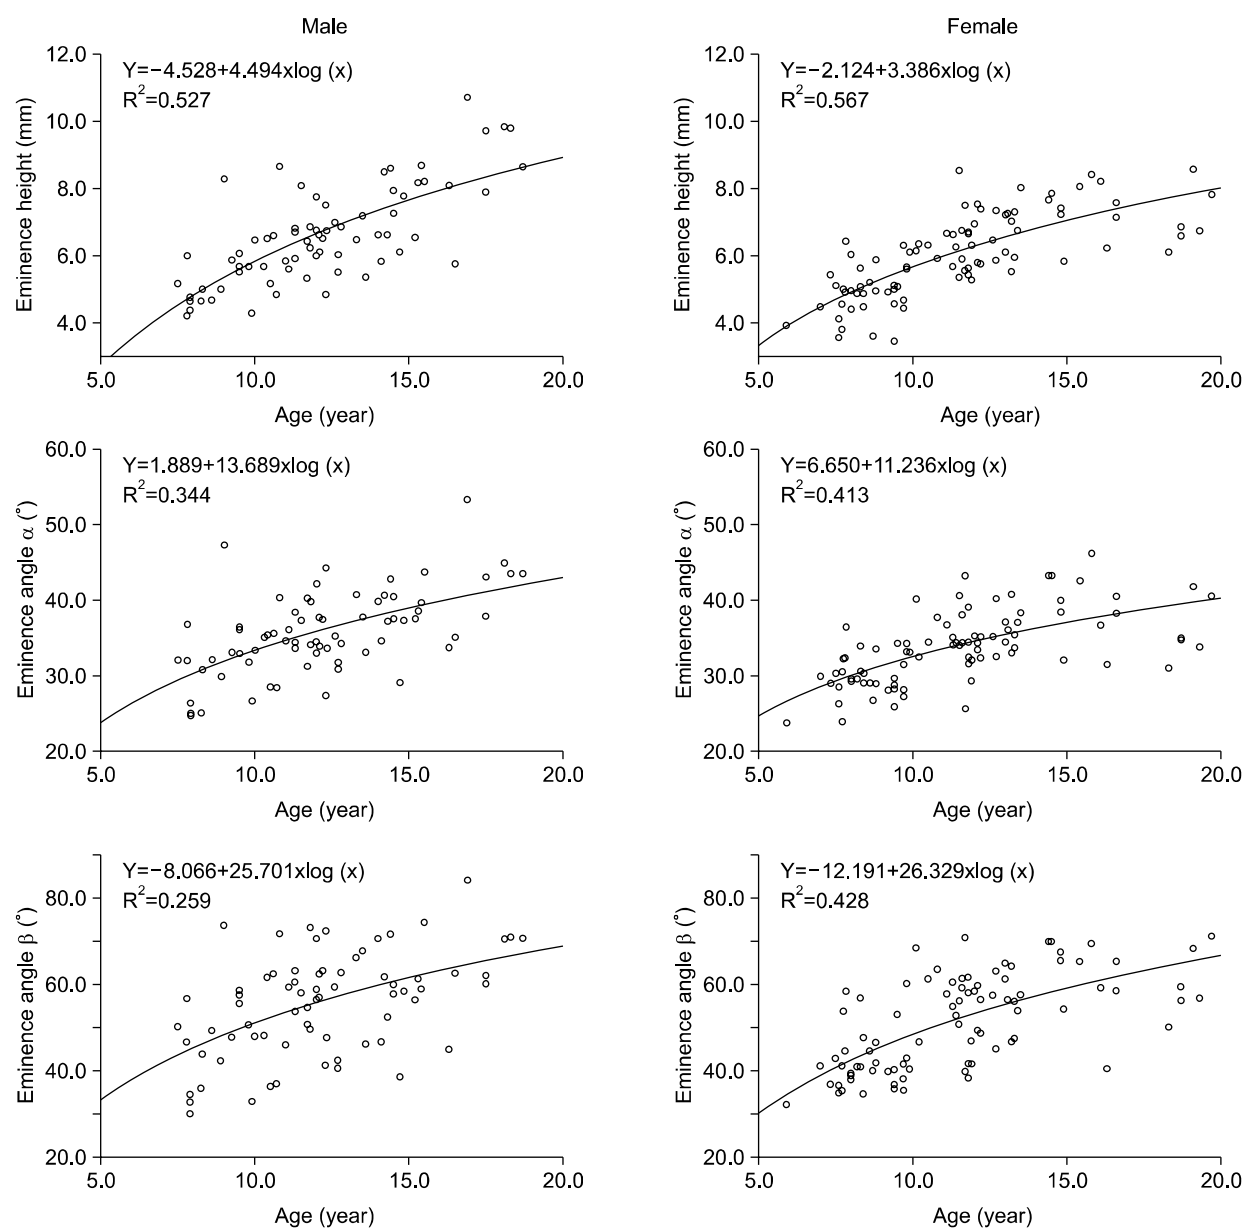 Male
Female
12.0
10.0
8.0
6.0
4.0
Eminence height (mm)
Y=−4.528+4.494xlog (x)
R²=0.527
5.0 10.0 15.0 20.0
Age (year)
12.0
10.0
8.0
6.0
4.0
Eminence height (mm)
Y=−2.124+3.386xlog (x)
R²=0.567
5.0 10.0 15.0 20.0
Age (year)
60.0
50.0
40.0
30.0
20.0
Eminence angle α (°)
Y=1.889+13.689xlog (x)
R²=0.344
5.0 10.0 15.0 20.0
Age (year)
60.0
50.0
40.0
30.0
20.0
Eminence angle α (°)
Y=6.650+11.236xlog (x)
R²=0.413
5.0 10.0 15.0 20.0
Age (year)
80.0
60.0
40.0
20.0
Eminence angle β (°)
Y=−8.066+25.701xlog (x)
R²=0.259
5.0 10.0 15.0 20.0
Age (year)
80.0
60.0
40.0
20.0
Eminence angle β (°)
Y=−12.191+26.329xlog (x)
R²=0.428
5.0 10.0 15.0 20.0
Age (year)